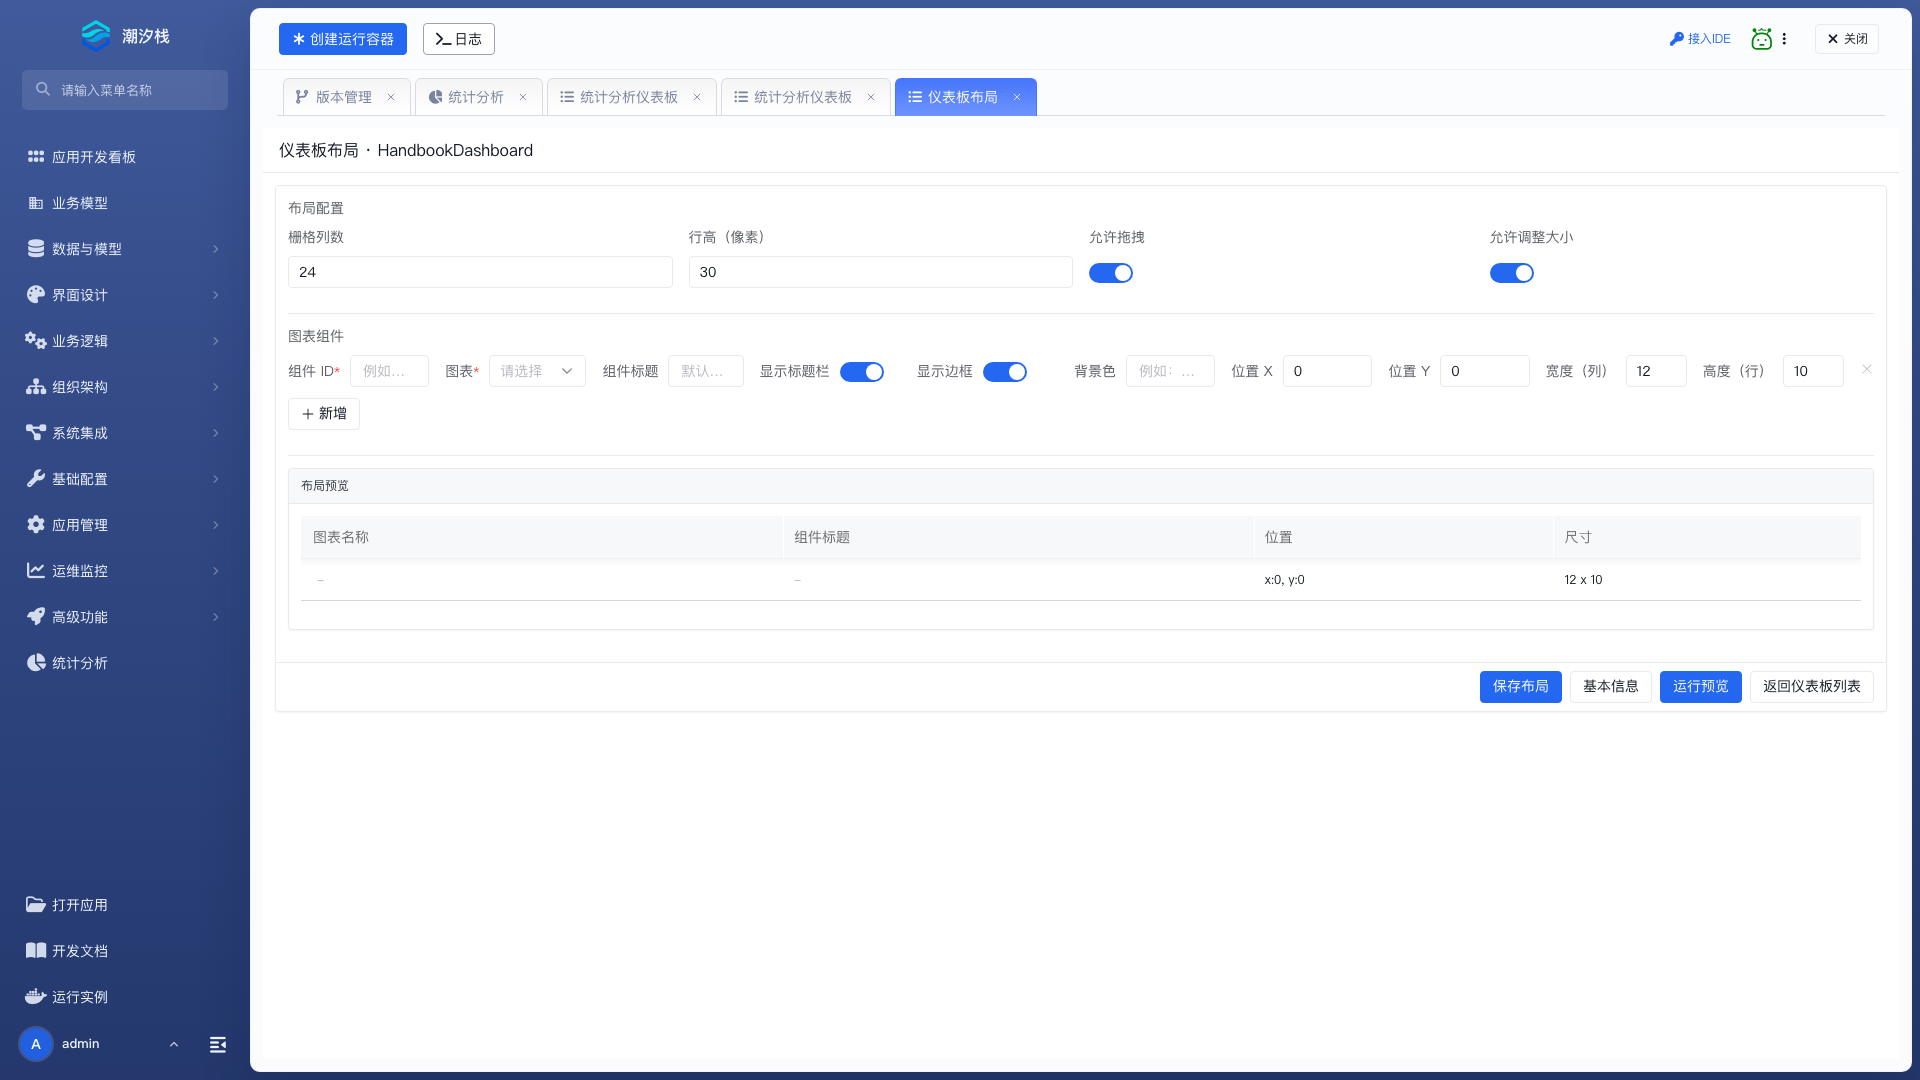 潮汐栈
请输入菜单名称
应用开发看板
业务模型
数据与模型
界面设计
业务逻辑
组织架构
系统集成
基础配置
应用管理
运维监控
高级功能
统计分析
打开应用
开发文档
运行实例
A admin
创建运行容器 日志 接入IDE 关闭
版本管理 统计分析 统计分析仪表板 统计分析仪表板 仪表板布局
仪表板布局 · HandbookDashboard
布局配置
栅格列数 行高（像素） 允许拖拽 允许调整大小
24 30
图表组件
组件 ID* 例如... 图表* 请选择 组件标题 默认... 显示标题栏 显示边框 背景色 例如：... 位置 X 0 位置 Y 0 宽度（列） 12 高度（行） 10
新增
布局预览
图表名称 组件标题 位置 尺寸
– – x:0, y:0 12 x 10
保存布局 基本信息 运行预览 返回仪表板列表